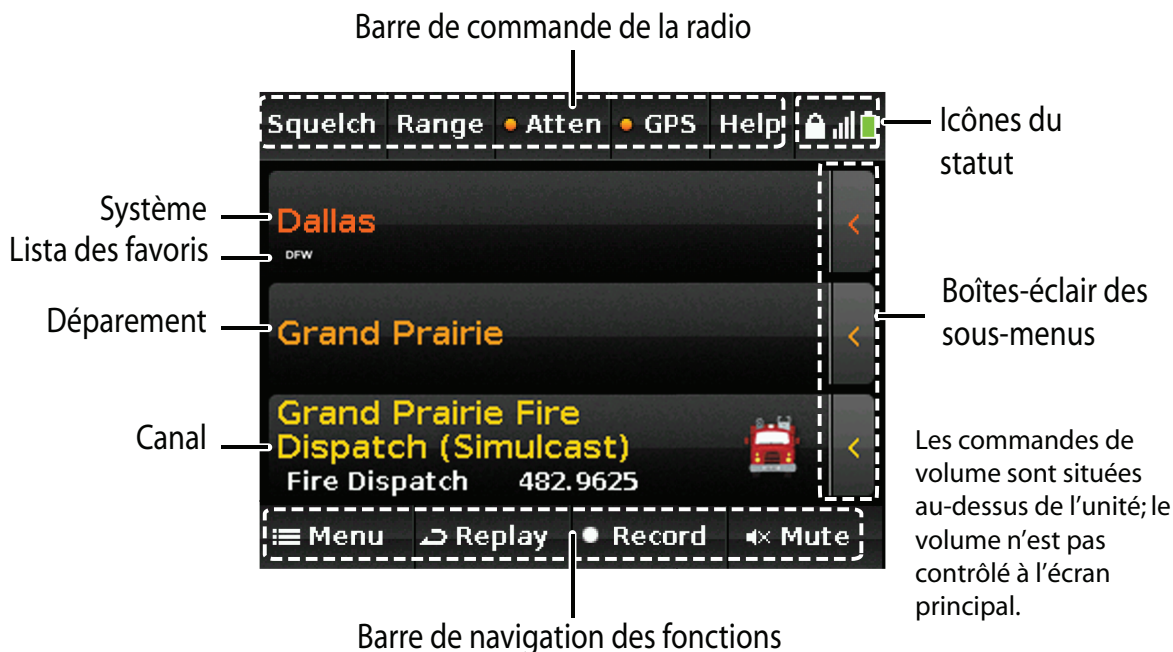 Barre de commande de la radio
Squelch Range Atten GPS Help
Icônes du
statut
Système
Dallas
Lista des favoris
DFW
Boîtes-éclair des
sous-menus
Déparement
Grand Prairie
Canal
Grand Prairie Fire
Dispatch (Simulcast)
Fire Dispatch 482.9625
Les commandes de
volume sont situées
au-dessus de l’unité; le
volume n’est pas
contrôlé à l’écran
principal.
Menu Replay Record Mute
Barre de navigation des fonctions